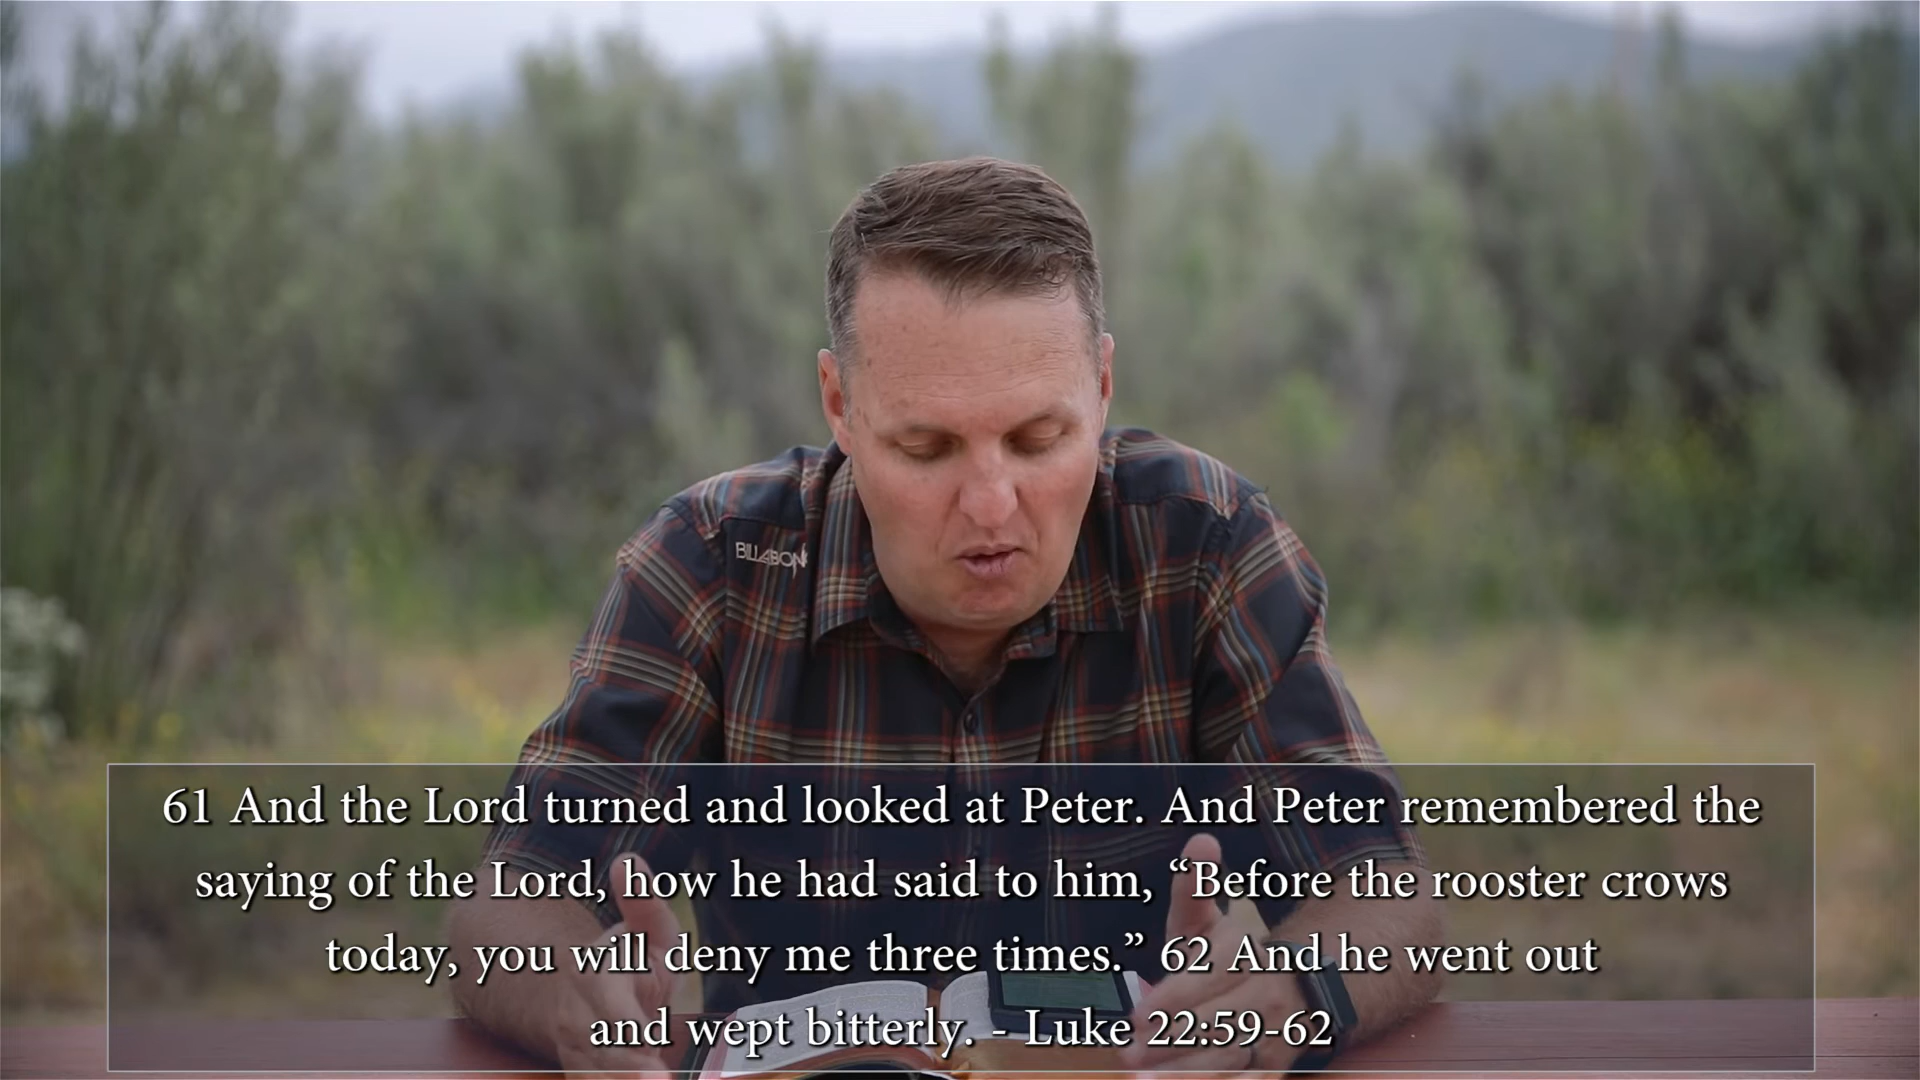 BILLABONG
61 And the Lord turned and looked at Peter. And Peter remembered the
saying of the Lord, how he had said to him, “Before the rooster crows
today, you will deny me three times.” 62 And he went out
and wept bitterly. - Luke 22:59-62